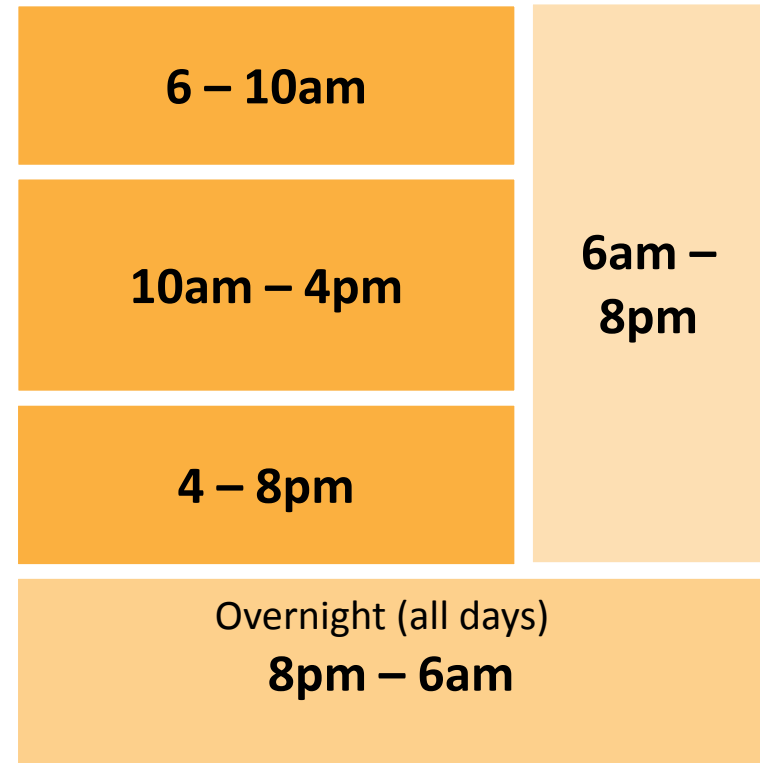 6 – 10am
10am – 4pm
4 – 8pm
6am –
8pm
Overnight (all days)
8pm – 6am